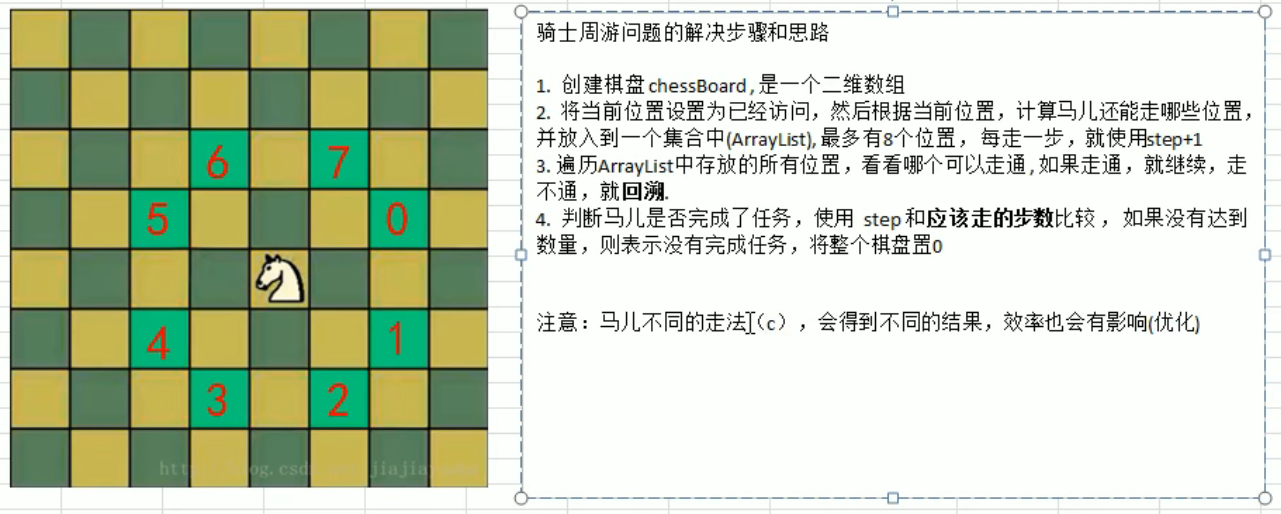 6 7
5 0
4 1
3 2
骑士周游问题的解决步骤和思路
1. 创建棋盘 chessBoard , 是一个二维数组
2. 将当前位置设置为已经访问，然后根据当前位置，计算马儿还能走哪些位置，
并放入到一个集合中(ArrayList), 最多有8个位置， 每走一步，就使用step+1
3. 遍历ArrayList中存放的所有位置，看看哪个可以走通 , 如果走通，就继续，走
不通，就回溯.
4. 判断马儿是否完成了任务，使用 step 和应该走的步数比较 ， 如果没有达到
数量，则表示没有完成任务，将整个棋盘置0
注意：马儿不同的走法（c），会得到不同的结果，效率也会有影响(优化)